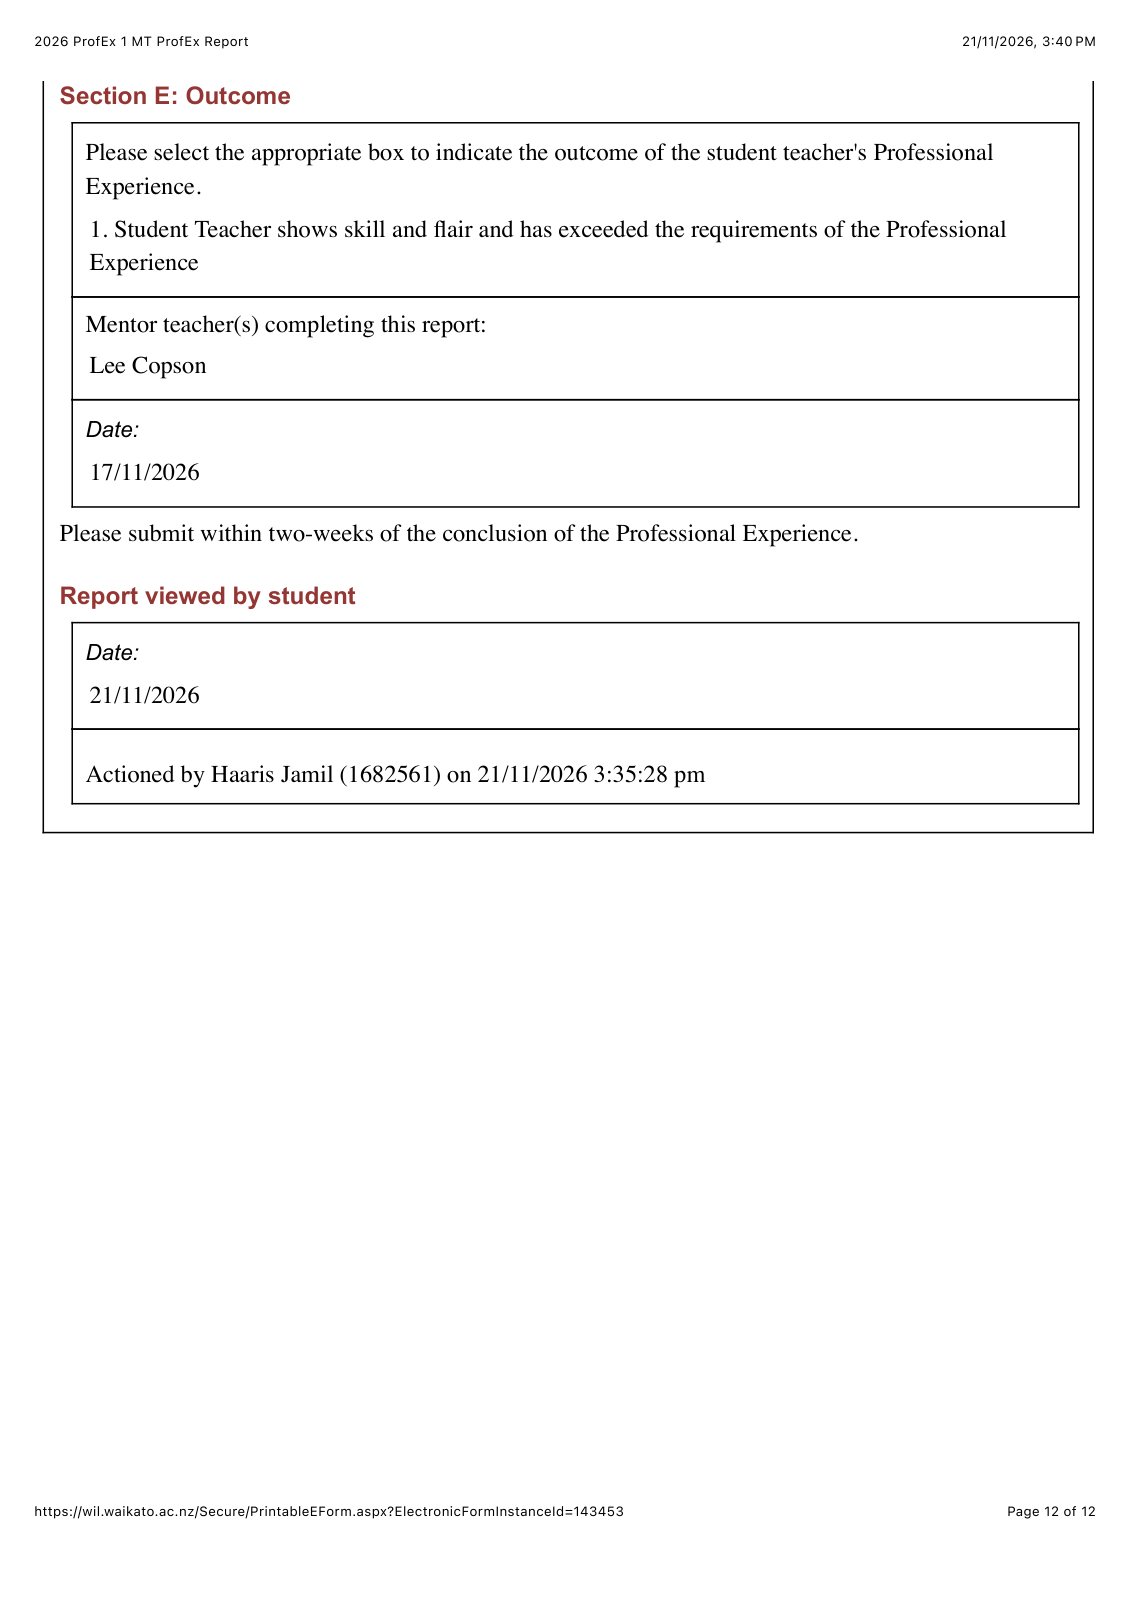 2026 ProfEx 1 MT ProfEx Report 21/11/2026, 3:40 PM
Section E: Outcome
Please select the appropriate box to indicate the outcome of the student teacher's Professional
Experience.
1. Student Teacher shows skill and flair and has exceeded the requirements of the Professional
Experience
Mentor teacher(s) completing this report:
Lee Copson
Date:
17/11/2026
Please submit within two-weeks of the conclusion of the Professional Experience.
Report viewed by student
Date:
21/11/2026
Actioned by Haaris Jamil (1682561) on 21/11/2026 3:35:28 pm
https://wil.waikato.ac.nz/Secure/PrintableEForm.aspx?ElectronicFormInstanceId=143453 Page 12 of 12